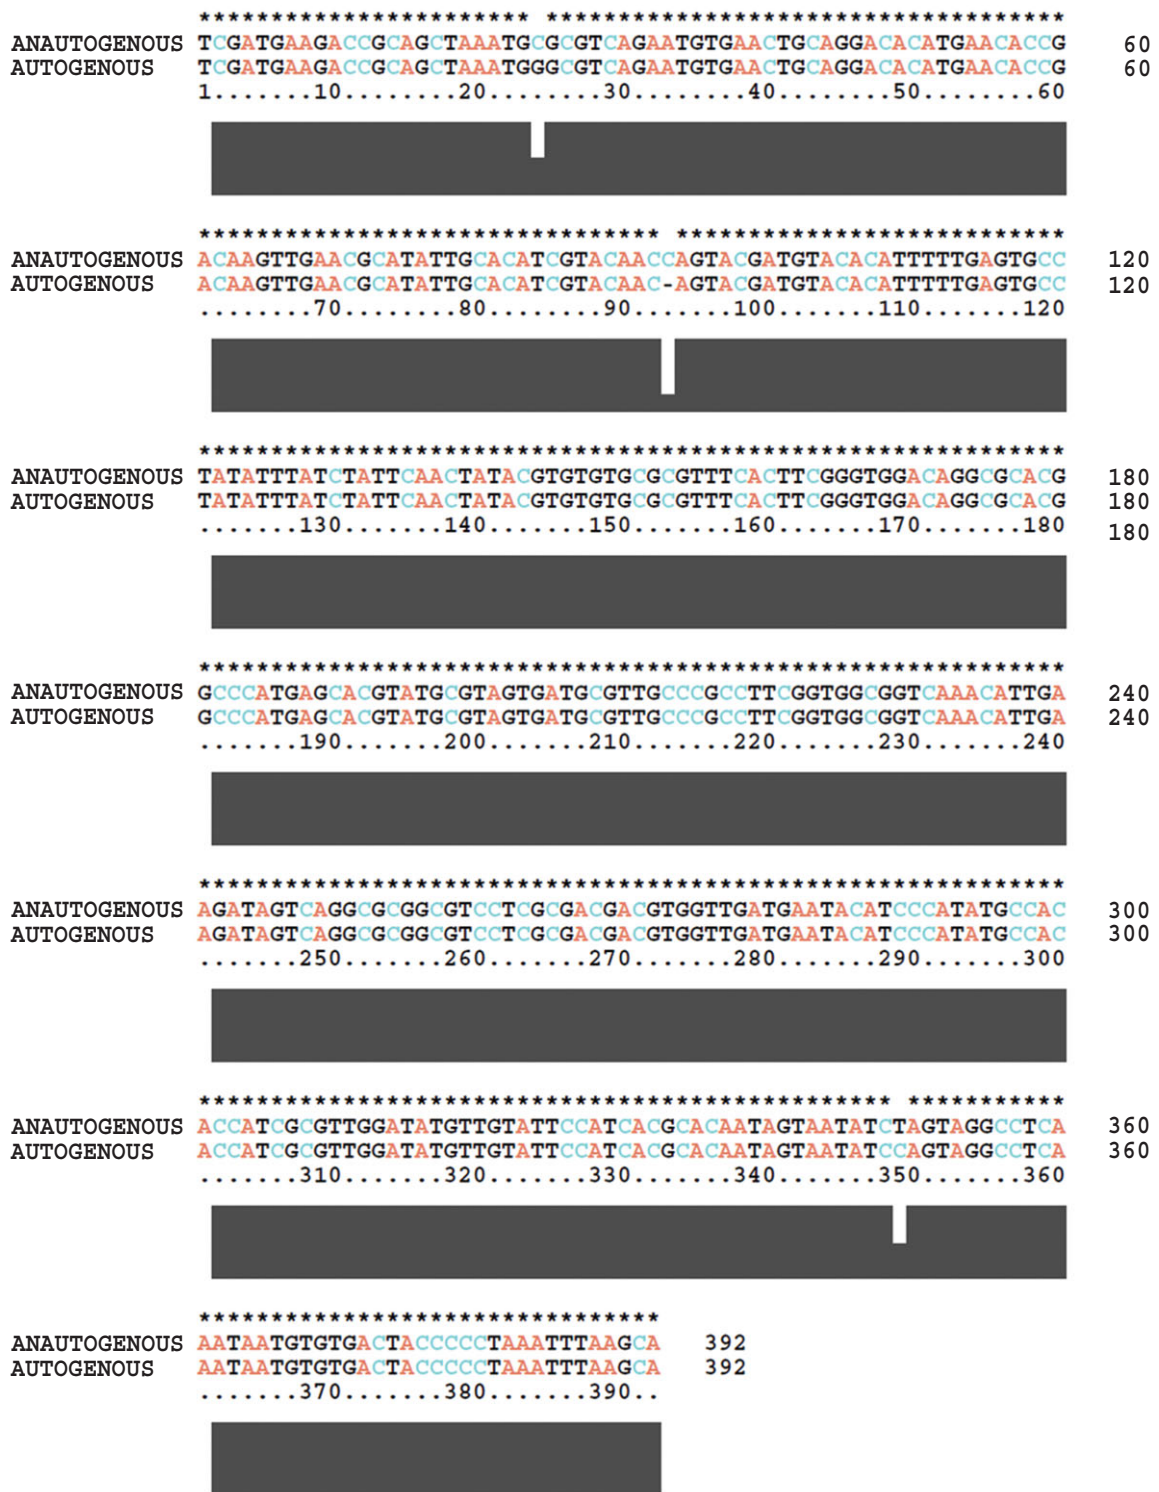 *********************** ************************************
ANAUTOGENOUS TCGATGAAGACCGCAGCTAAATGCGCGTCAGAATGTGAACTGCAGGACACATGAACACCG 60
AUTOGENOUS TCGATGAAGACCGCAGCTAAATGGGCGTCAGAATGTGAACTGCAGGACACATGAACACCG 60
1.......10........20........30........40........50........60
******************************** ***************************
ANAUTOGENOUS ACAAGTTGAACGCATATTGCACATCGTACAACCAGTACGATGTACACATTTTTGAGTGCC 120
AUTOGENOUS ACAAGTTGAACGCATATTGCACATCGTACAAC-AGTACGATGTACACATTTTTGAGTGCC 120
........70........80........90.......100.......110.......120
************************************************************
ANAUTOGENOUS TATATTTATCTATTCAACTATACGTGTGTGCGCGTTTCACTTCGGGTGGACAGGCGCACG 180
AUTOGENOUS TATATTTATCTATTCAACTATACGTGTGTGCGCGTTTCACTTCGGGTGGACAGGCGCACG 180
.......130.......140.......150.......160.......170.......180 180
************************************************************
ANAUTOGENOUS GCCCATGAGCACGTATGCGTAGTGATGCGTTGCCCGCCTTCGGTGGCGGTCAAACATTGA 240
AUTOGENOUS GCCCATGAGCACGTATGCGTAGTGATGCGTTGCCCGCCTTCGGTGGCGGTCAAACATTGA 240
.......190.......200.......210.......220.......230.......240
************************************************************
ANAUTOGENOUS AGATAGTCAGGCGCGGCGTCCTCGCGACGACGTGGTTGATGAATACATCCCATATGCCAC 300
AUTOGENOUS AGATAGTCAGGCGCGGCGTCCTCGCGACGACGTGGTTGATGAATACATCCCATATGCCAC 300
.......250.......260.......270.......280.......290.......300
************************************************ ***********
ANAUTOGENOUS ACCATCGCGTTGGATATGTTGTATTCCATCACGCACAATAGTAATATCTAGTAGGCCTCA 360
AUTOGENOUS ACCATCGCGTTGGATATGTTGTATTCCATCACGCACAATAGTAATATCCAGTAGGCCTCA 360
.......310.......320.......330.......340.......350.......360
********************************
ANAUTOGENOUS AATAATGTGTGACTACCCCCTAAATTTAAGCA 392
AUTOGENOUS AATAATGTGTGACTACCCCCTAAATTTAAGCA 392
.......370.......380.......390..